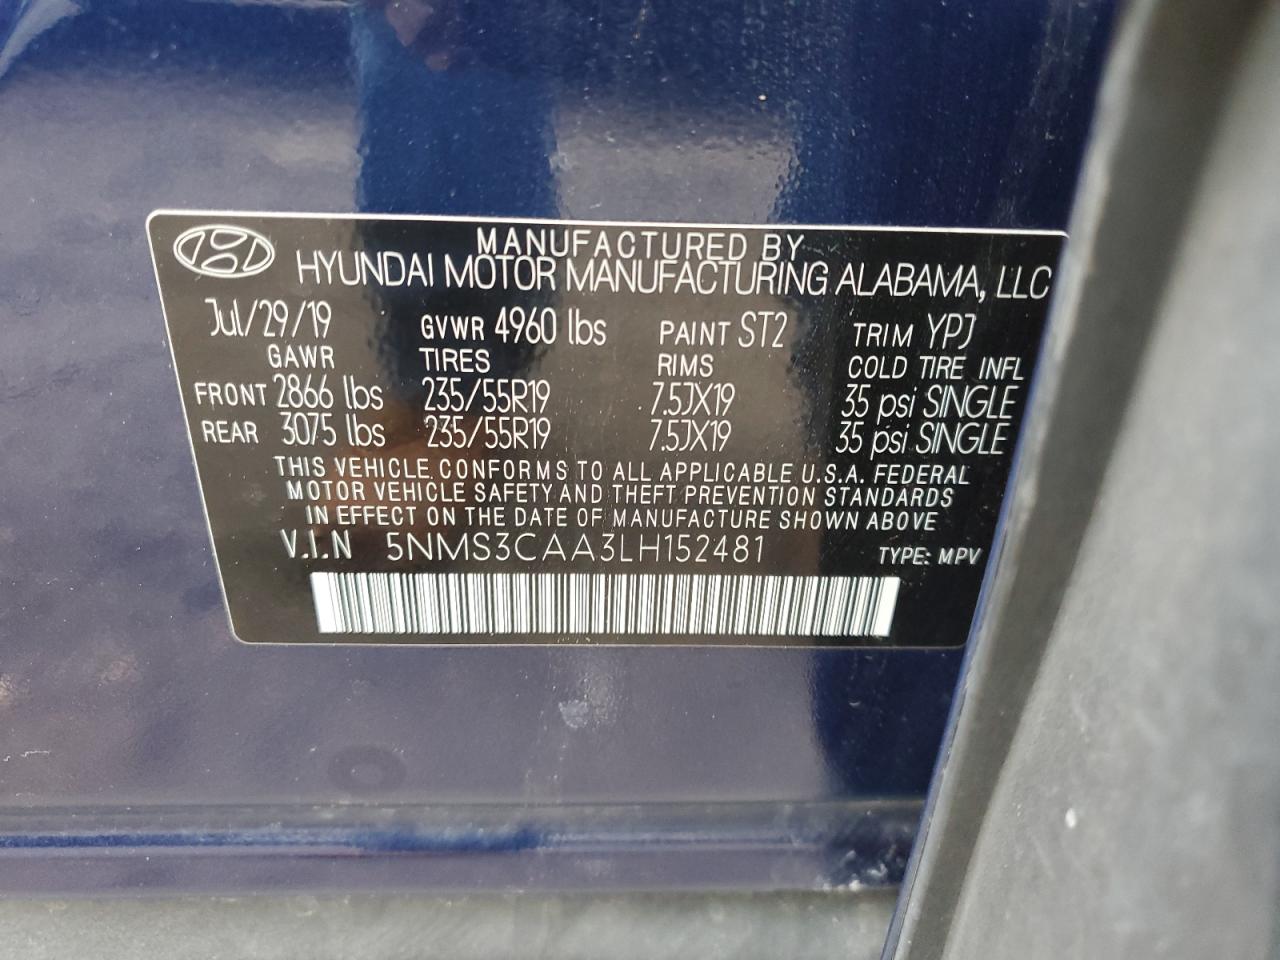 MANUFACTURED BY
HYUNDAI MOTOR MANUFACTURING ALABAMA, LLC
Jul/29/19 GVWR 4960 lbs PAINT ST2 TRIM YPJ
GAWR TIRES RIMS COLD TIRE INFL
FRONT 2866 lbs 235/55R19 7.5JX19 35 psi SINGLE
REAR 3075 lbs 235/55R19 7.5JX19 35 psi SINGLE
THIS VEHICLE CONFORMS TO ALL APPLICABLE U.S.A. FEDERAL
MOTOR VEHICLE SAFETY AND THEFT PREVENTION STANDARDS
IN EFFECT ON THE DATE OF MANUFACTURE SHOWN ABOVE
V.I.N 5NMS3CAA3LH152481 TYPE: MPV